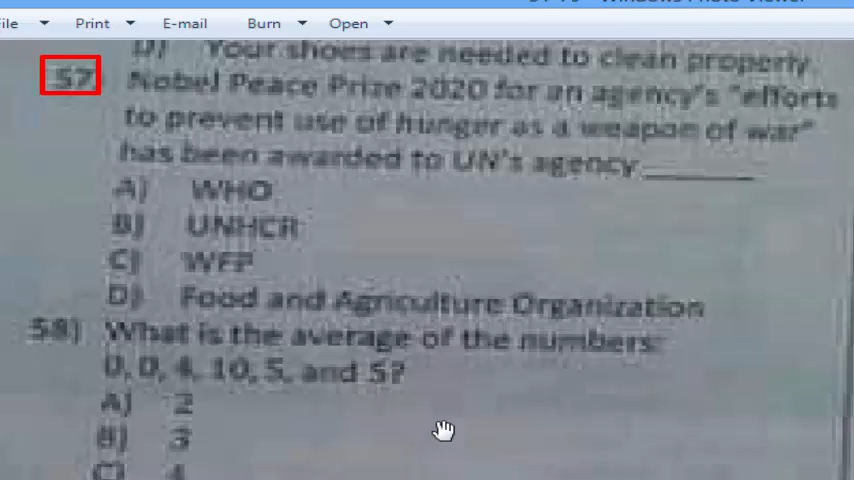 File Print E-mail Burn Open
D) Your shoes are needed to clean properly.
57. Nobel Peace Prize 2020 for an agency's "efforts
to prevent use of hunger as a weapon of war"
has been awarded to UN's agency ______
A) WHO
B) UNHCR
C) WFP
D) Food and Agriculture Organization
58) What is the average of the numbers:
0, 0, 4, 10, 5, and 5?
A) 2
B) 3
C) 4